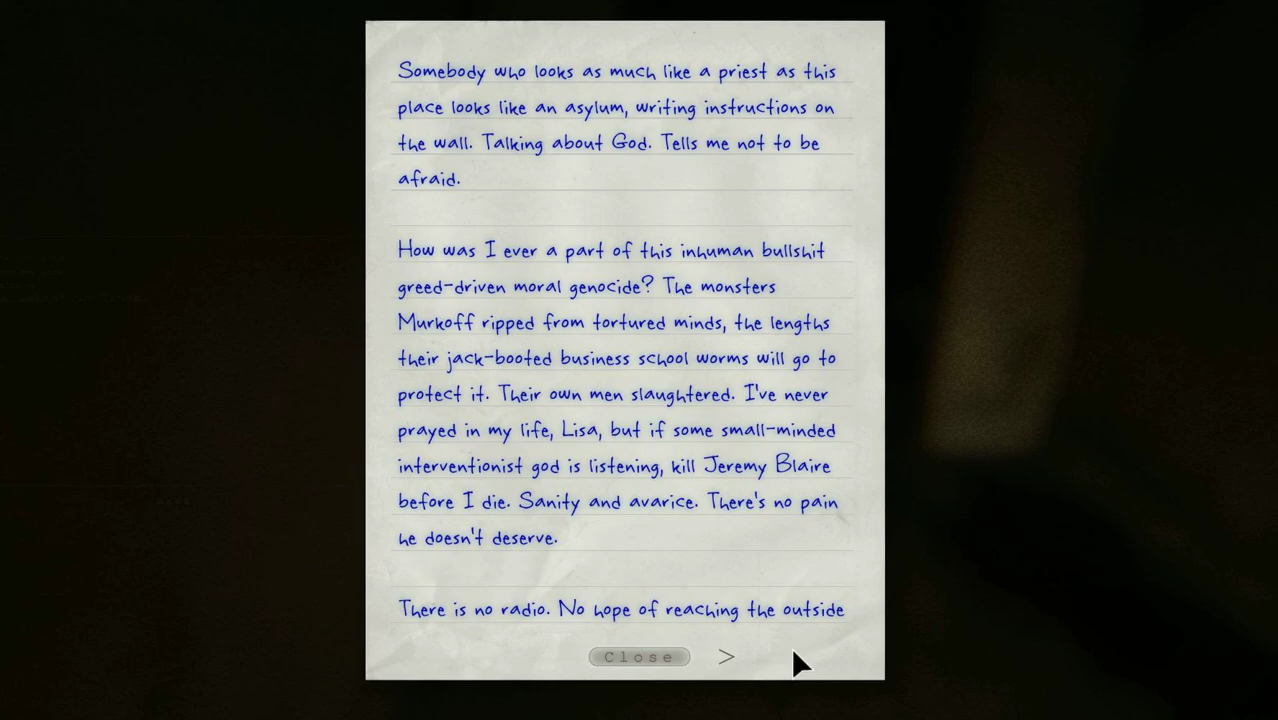 Somebody who looks as much like a priest as this
place looks like an asylum, writing instructions on
the wall. Talking about God. Tells me not to be
afraid.
How was I ever a part of this inhuman bullshit
greed-driven moral genocide? The monsters
Murkoff ripped from tortured minds, the lengths
their jack-booted business school worms will go to
protect it. Their own men slaughtered. I've never
prayed in my life, Lisa, but if some small-minded
interventionist god is listening, kill Jeremy Blaire
before I die. Sanity and avarice. There's no pain
he doesn't deserve.
There is no radio. No hope of reaching the outside
Close >